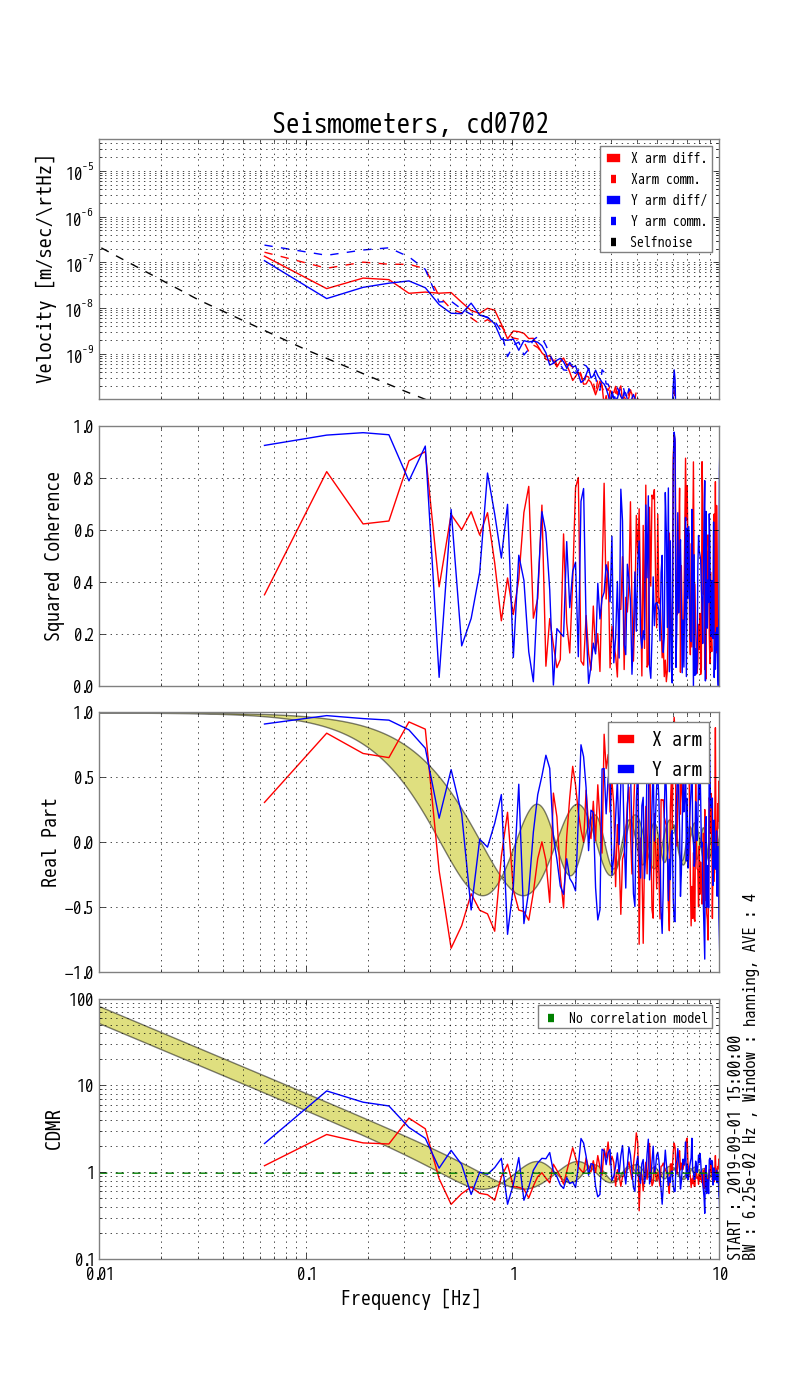 Seismometers, cd0702
Velocity [m/sec/\rtHz]
10^-5
10^-6
10^-7
10^-8
10^-9
X arm diff.
Xarm comm.
Y arm diff/
Y arm comm.
Selfnoise
Squared Coherence
1.0
0.8
0.6
0.4
0.2
0.0
Real Part
1.0
0.5
0.0
−0.5
−1.0
X arm
Y arm
CDMR
100
10
1
0.1
No correlation model
0.01
0.1
1
10
Frequency [Hz]
START : 2019-09-01 15:00:00
BW : 6.25e-02 Hz , Window : hanning, AVE : 4